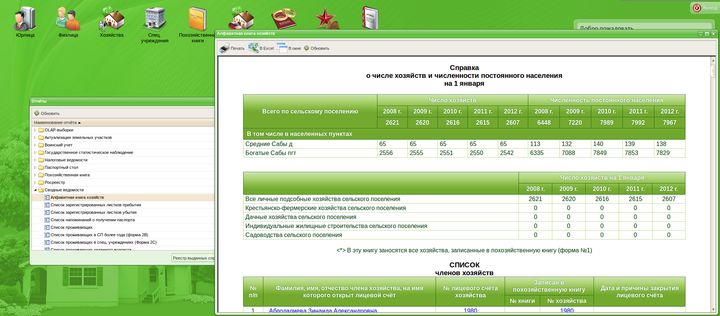 Юрлица
Физлица
Хозяйства
Спец. учреждения
Похозяйственные книги
Добро пожаловать
Выход
Алфавитная книга хозяйств
Печать
В Excel
В окне
Обновить
Отчёты
Обновить
Наименование отчёта
OLAP-выборки
Актуализация земельных участков
Воинский учет
Государственное статистическое наблюдение
Налоговые ведомости
Паспортный стол
Похозяйственная книга
Росреестр
Сводные ведомости
Алфавитная книга хозяйств
Список зарегистрированных листков прибытия
Список зарегистрированных листков убытия
Список напоминаний о получении паспорта
Список проживающих
Список проживающих в СП более года (форма 2В)
Список проживающих в спец. учреждениях (Форма 2С)
Реестр выданных спр
Справка
о числе хозяйств и численности постоянного населения
на 1 января
Всего по сельскому поселению
Число хозяйств
Численность постоянного населения
2008 г. 2009 г. 2010 г. 2011 г. 2012 г. 2008 г. 2009 г. 2010 г. 2011 г. 2012 г.
2621 2620 2616 2615 2607 6448 7220 7989 7992 7967
В том числе в населенных пунктах
Средние Сабы д 65 65 65 65 65 113 132 140 139 138
Богатые Сабы пгт 2556 2555 2551 2550 2542 6335 7088 7849 7853 7829
Число хозяйств на 1 января
2008 г. 2009 г. 2010 г. 2011 г. 2012 г.
Все личные подсобные хозяйства сельского поселения 2621 2620 2616 2615 2607
Крестьянско-фермерские хозяйства сельского поселения 0 0 0 0 0
Дачные хозяйства сельского поселения 0 0 0 0 0
Индивидуальные жилищные строительства сельского поселения 0 0 0 0 0
Садоводства сельского поселения 0 0 0 0 0
<*> В эту книгу заносятся все хозяйства, записанные в похозяйственную книгу (форма №1)
СПИСОК
членов хозяйств
№ п/п
Фамилия, имя, отчество члена хозяйства, на имя которого открыт лицевой счёт
№ лицевого счёта хозяйства
Записан в похозяйственную книгу
№ книги
№ хозяйства
Дата и причины закрытия лицевого счёта
1 Зинаида Александровна 1980 1980